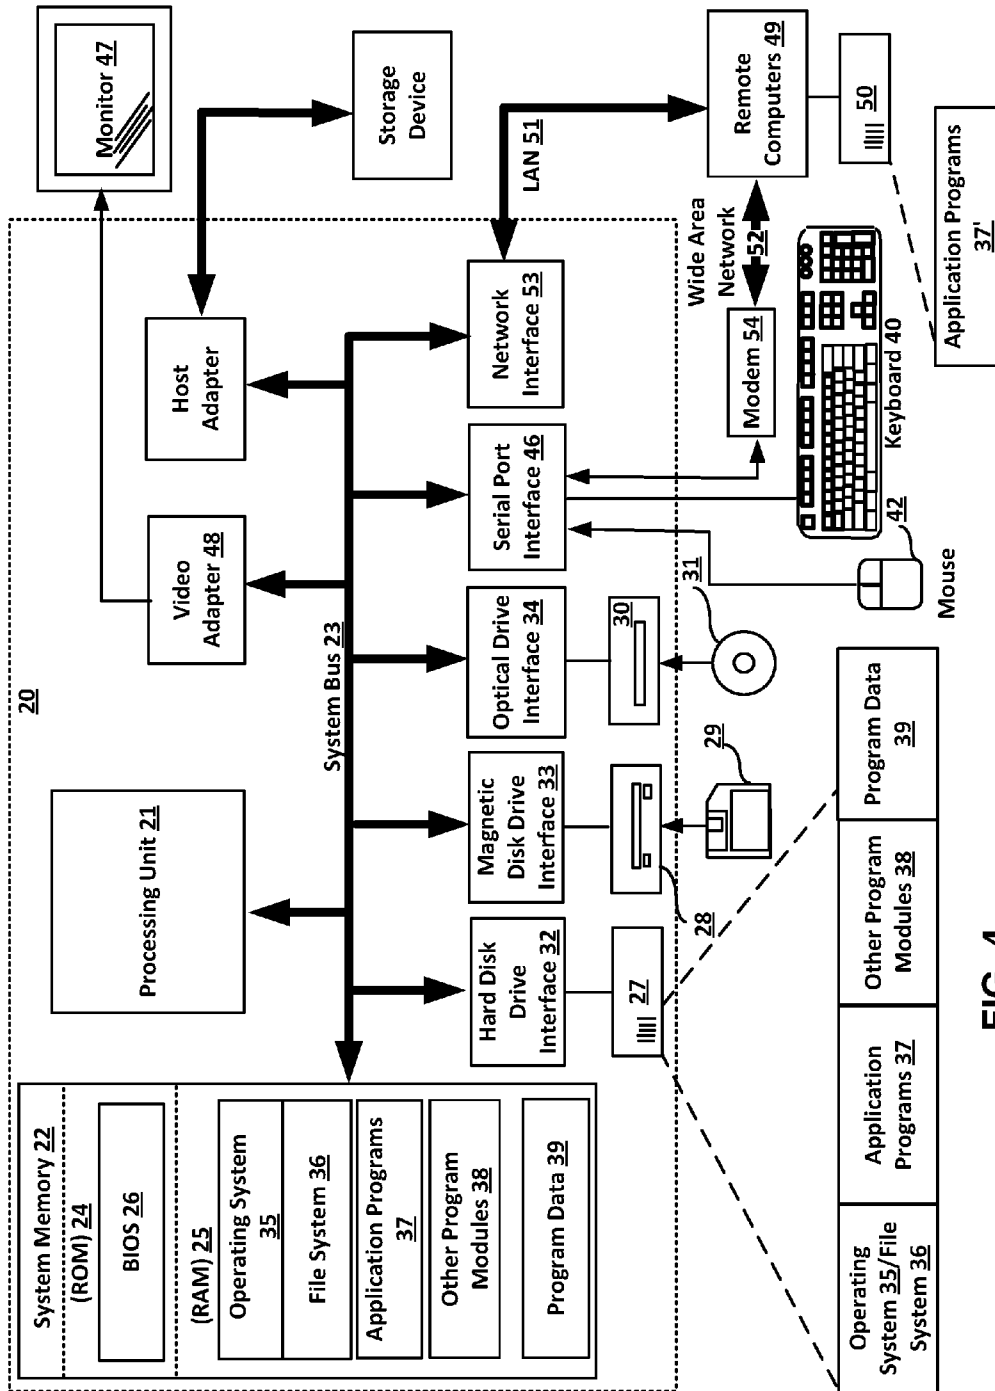 System Memory 22
(ROM) 24
BIOS 26
(RAM) 25
Operating System
35
File System 36
Application Programs
37
Other Program
Modules 38
Program Data 39
20
Processing Unit 21
Video
Adapter 48
Host
Adapter
Monitor 47
Storage
Device
System Bus 23
Hard Disk
Drive
Interface 32
Magnetic
Disk Drive
Interface 33
Optical Drive
Interface 34
Serial Port
Interface 46
Network
Interface 53
LAN 51
27
28
29
30
31
Wide Area
Network
52
Modem 54
Remote
Computers 49
50
Mouse
42
Keyboard 40
Application Programs
37'
Operating
System 35/File
System 36
Application
Programs 37
Other Program
Modules 38
Program Data
39